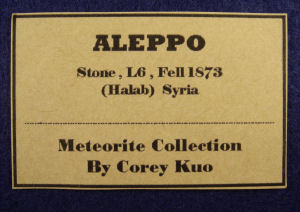 ALEPPO
Stone , L6 , Fell 1873
(Halab) Syria
Meteorite Collection
By Corey Kuo